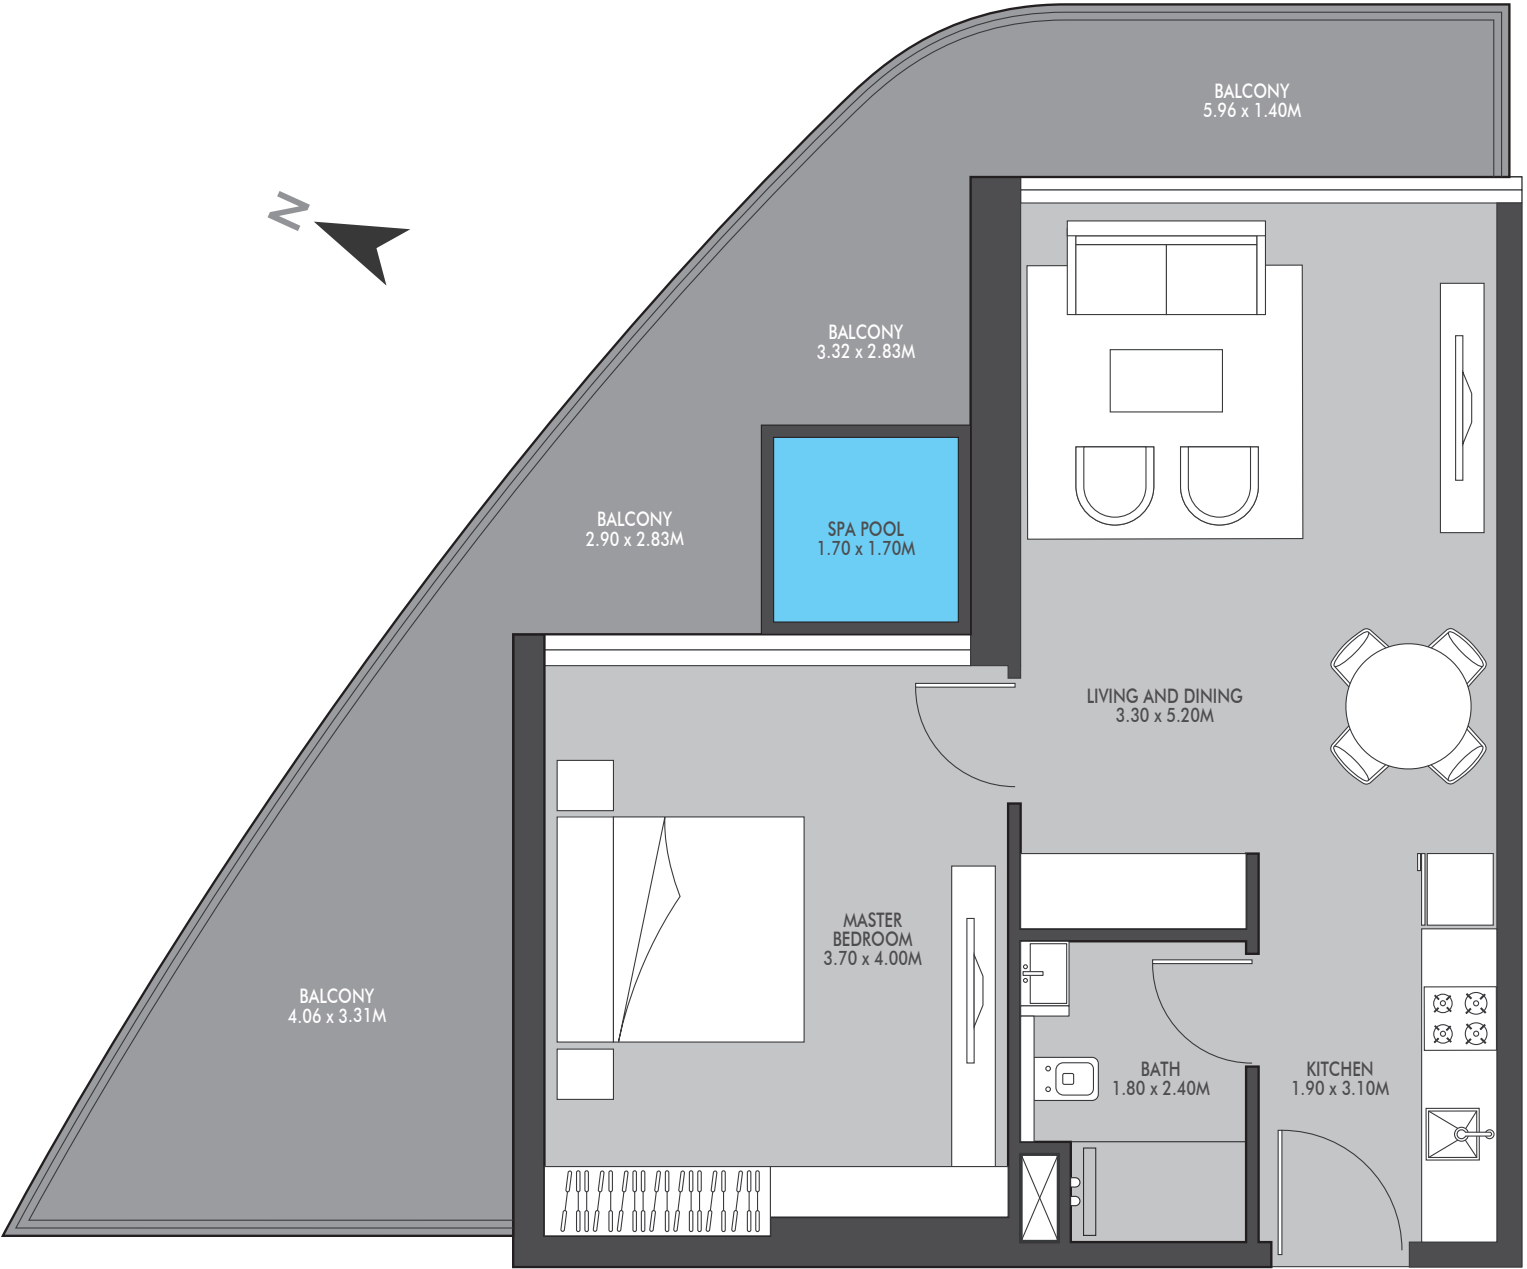 BALCONY
5.96 x 1.40M
N
BALCONY
3.32 x 2.83M
BALCONY
2.90 x 2.83M
SPA POOL
1.70 x 1.70M
LIVING AND DINING
3.30 x 5.20M
MASTER
BEDROOM
3.70 x 4.00M
BALCONY
4.06 x 3.31M
BATH
1.80 x 2.40M
KITCHEN
1.90 x 3.10M